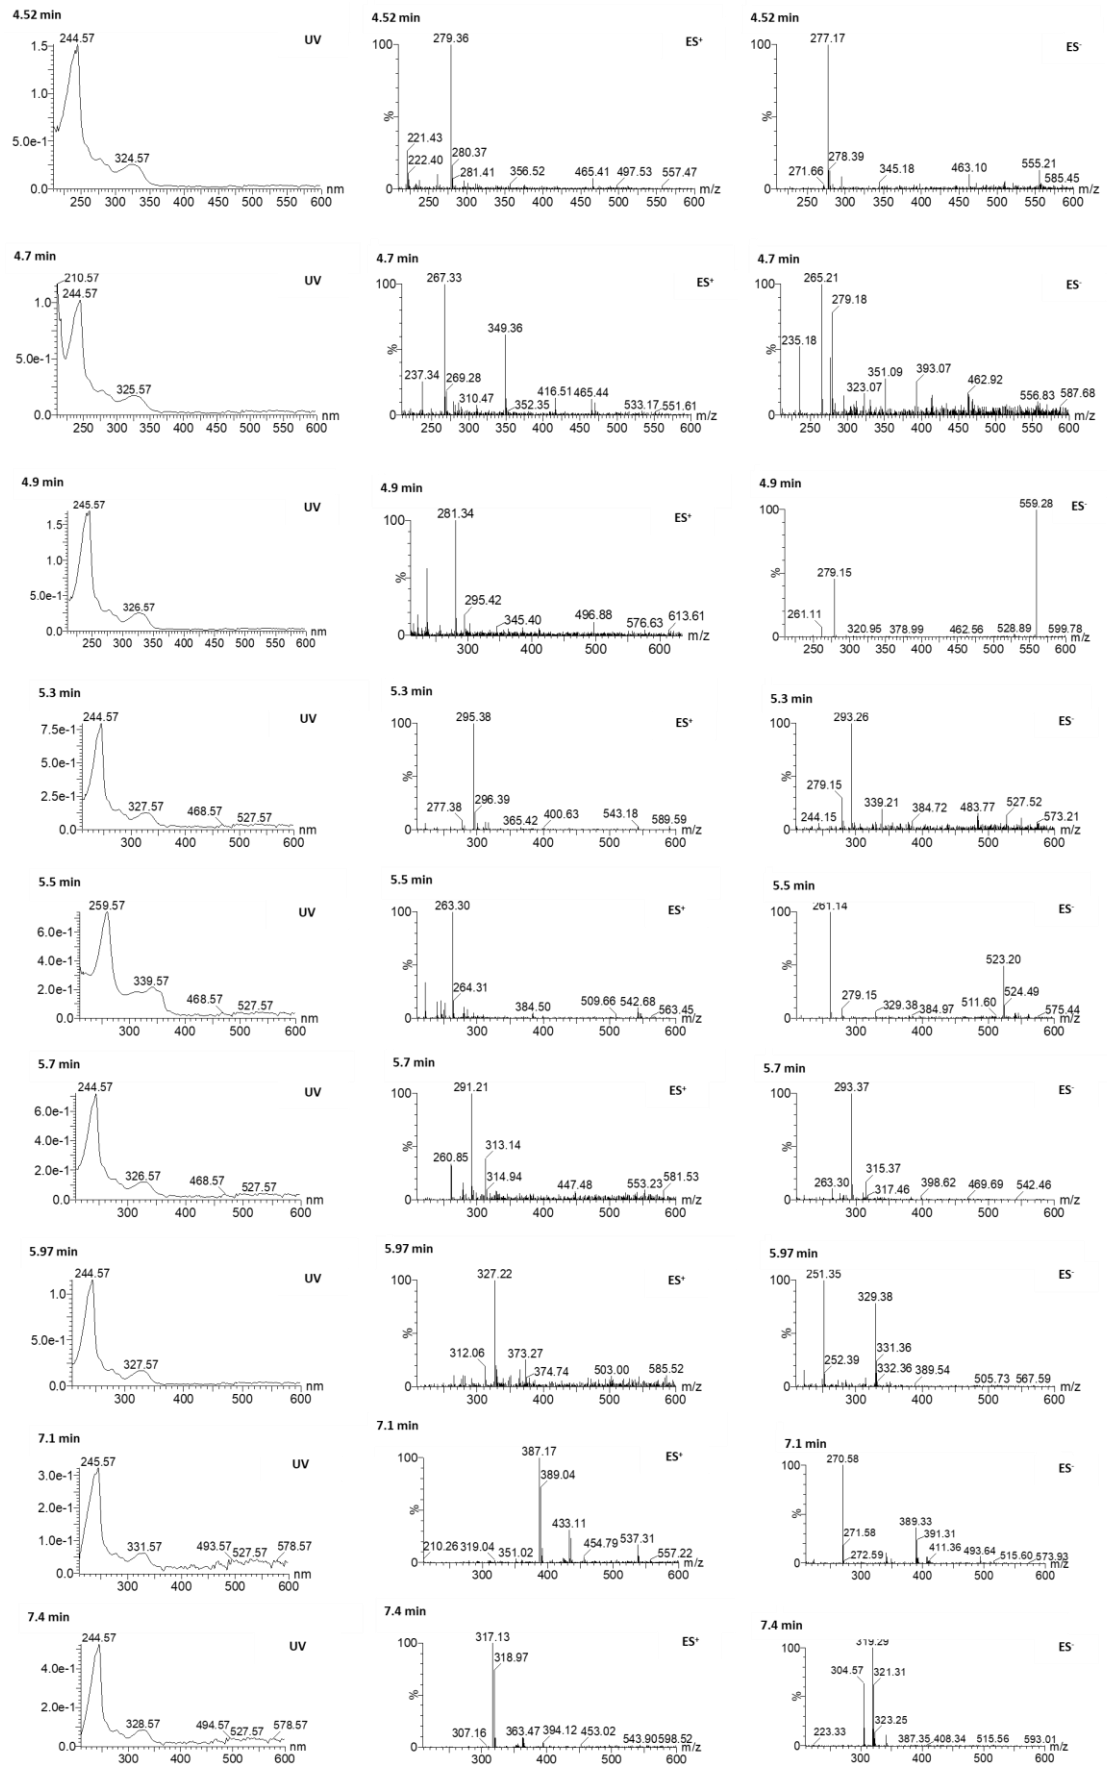 4.52 min
244.57
UV
1.5
1.0
5.0e-1
324.57
0.0
nm
250 300 350 400 450 500 550 600
4.52 min
279.36
ES+
100
%
221.43
222.40
280.37
281.41
356.52
465.41
497.53
557.47
0
m/z
250 300 350 400 450 500 550 600
4.52 min
277.17
ES-
100
%
271.66
278.39
345.18
463.10
555.21
585.45
0
m/z
250 300 350 400 450 500 550 600
4.7 min
210.57
244.57
UV
1.0
5.0e-1
325.57
0.0
nm
250 300 350 400 450 500 550 600
4.7 min
267.33
ES+
100
349.36
%
237.34
269.28
310.47
352.35
416.51
465.44
533.17
551.61
0
m/z
250 300 350 400 450 500 550 600
4.7 min
265.21
ES-
100
279.18
235.18
%
323.07
351.09
393.07
462.92
556.83
587.68
0
m/z
250 300 350 400 450 500 550 600
4.9 min
245.57
UV
1.5
1.0
5.0e-1
326.57
0.0
nm
250 300 350 400 450 500 550 600
4.9 min
281.34
ES+
100
%
295.42
345.40
496.88
576.63
613.61
0
m/z
300 400 500 600
4.9 min
559.28
ES-
100
279.15
%
261.11
320.95
378.99
462.56
528.89
599.78
0
m/z
250 300 350 400 450 500 550 600
5.3 min
244.57
UV
7.5e-1
5.0e-1
2.5e-1
327.57
468.57
527.57
0.0
nm
300 400 500 600
5.3 min
295.38
ES+
100
%
277.38
296.39
365.42
400.63
543.18
589.59
0
m/z
300 400 500 600
5.3 min
293.26
ES-
100
%
279.15
244.15
339.21
384.72
483.77
527.52
573.21
0
m/z
300 400 500 600
5.5 min
259.57
UV
6.0e-1
4.0e-1
2.0e-1
339.57
468.57
527.57
0.0
nm
300 400 500 600
5.5 min
263.30
ES+
100
%
264.31
384.50
509.66
542.68
563.45
0
m/z
300 400 500 600
5.5 min
261.14
ES-
100
523.20
%
279.15
329.38
384.97
511.60
524.49
575.44
0
m/z
300 400 500 600
5.7 min
244.57
UV
6.0e-1
4.0e-1
2.0e-1
326.57
468.57
527.57
0.0
nm
300 400 500 600
5.7 min
291.21
ES+
100
%
260.85
313.14
314.94
447.48
553.23
581.53
0
m/z
300 400 500 600
5.7 min
293.37
ES-
100
%
263.30
315.37
317.46
398.62
469.69
542.46
0
m/z
300 400 500 600
5.97 min
244.57
UV
1.0
5.0e-1
327.57
0.0
nm
300 400 500 600
5.97 min
327.22
ES+
100
%
312.06
373.27
374.74
503.00
585.52
0
m/z
300 400 500 600
5.97 min
251.35
ES-
100
329.38
%
252.39
331.36
332.36
389.54
505.73
567.59
0
m/z
300 400 500 600
7.1 min
245.57
UV
3.0e-1
2.0e-1
1.0e-1
331.57
493.57
527.57
578.57
0.0
nm
300 400 500 600
7.1 min
387.17
ES+
100
389.04
%
433.11
210.26
319.04
351.02
454.79
537.31
557.22
0
m/z
300 400 500 600
7.1 min
270.58
ES-
100
%
271.58
272.59
389.33
391.31
411.36
493.64
515.60
573.93
0
m/z
300 400 500 600
7.4 min
244.57
UV
4.0e-1
2.0e-1
328.57
494.57
527.57
578.57
0.0
nm
300 400 500 600
7.4 min
317.13
ES+
100
318.97
%
307.16
363.47
394.12
453.02
543.90
598.52
0
m/z
300 400 500 600
7.4 min
319.29
ES-
100
304.57
321.31
%
323.25
223.33
387.35
408.34
515.56
593.01
0
m/z
300 400 500 600